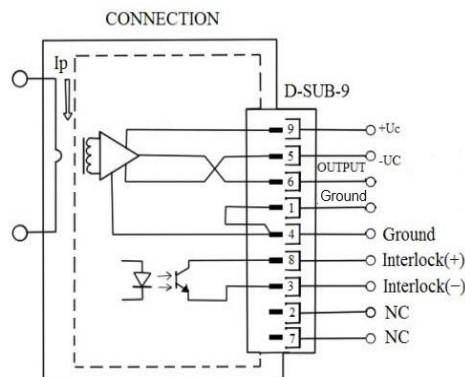 CONNECTION
Ip
D-SUB-9
9 +Uc
5 -UC
6 OUTPUT
1 Ground
4 Ground
8 Interlock(+)
3 Interlock(−)
2 NC
7 NC